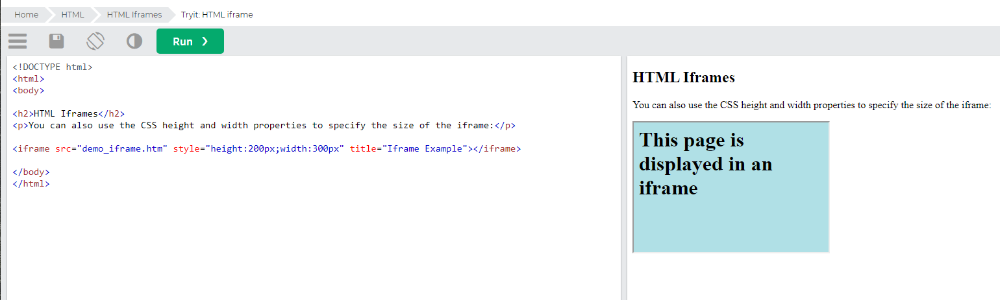 Home HTML HTML Iframes Tryit: HTML iframe
Run
<!DOCTYPE html>
<html>
<body>
<h2>HTML Iframes</h2>
<p>You can also use the CSS height and width properties to specify the size of the iframe:</p>
<iframe src="demo_iframe.htm" style="height:200px;width:300px" title="Iframe Example"></iframe>
</body>
</html>
HTML Iframes
You can also use the CSS height and width properties to specify the size of the iframe:
This page is
displayed in an
iframe